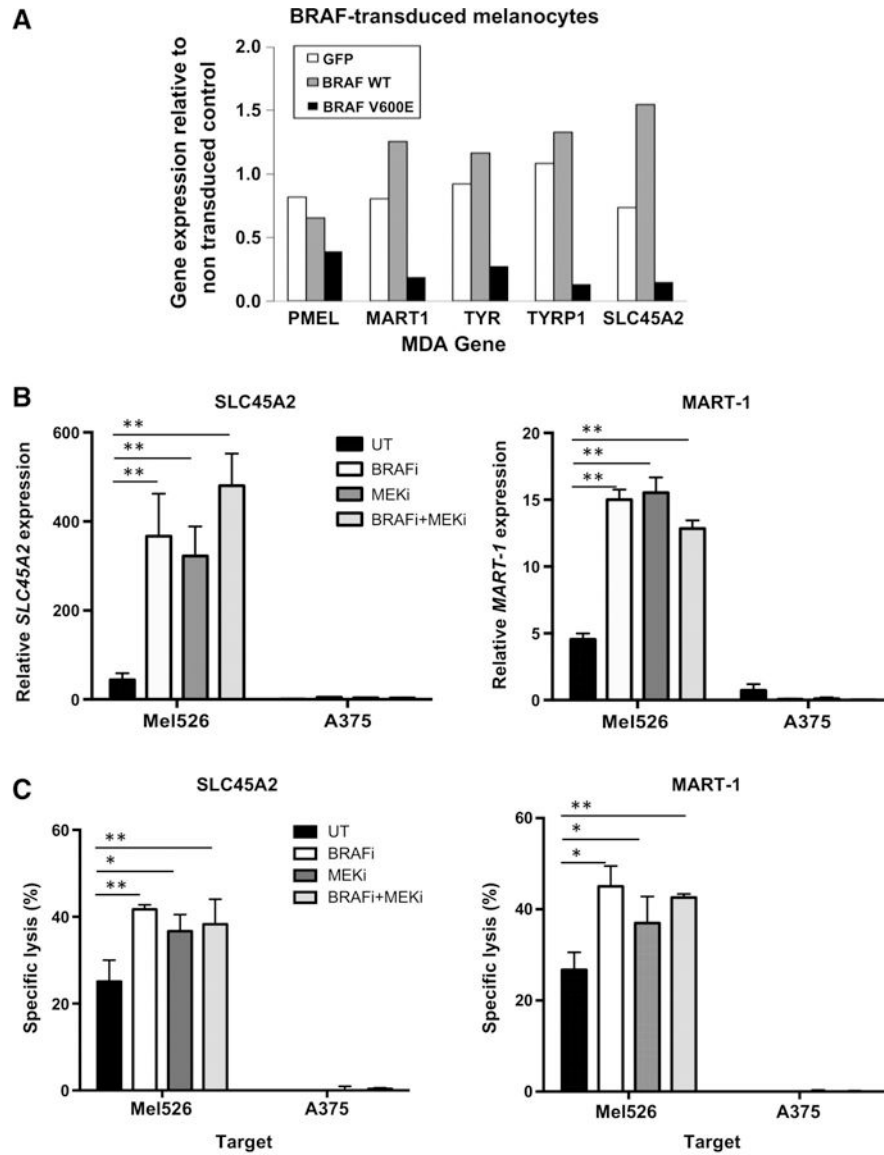 A
BRAF-transduced melanocytes
Gene expression relative to
non transduced control
2.0
1.5
1.0
0.5
0.0
GFP
BRAF WT
BRAF V600E
PMEL MART1 TYR TYRP1 SLC45A2
MDA Gene
B
SLC45A2
Relative SLC45A2 expression
600
400
200
0
**
**
**
UT
BRAFi
MEKi
BRAFi+MEKi
Mel526 A375
MART-1
Relative MART-1 expression
20
15
10
5
0
**
**
**
Mel526 A375
C
SLC45A2
Specific lysis (%)
60
40
20
0
**
*
**
UT
BRAFi
MEKi
BRAFi+MEKi
Mel526 A375
Target
MART-1
Specific lysis (%)
60
40
20
0
**
*
*
Mel526 A375
Target